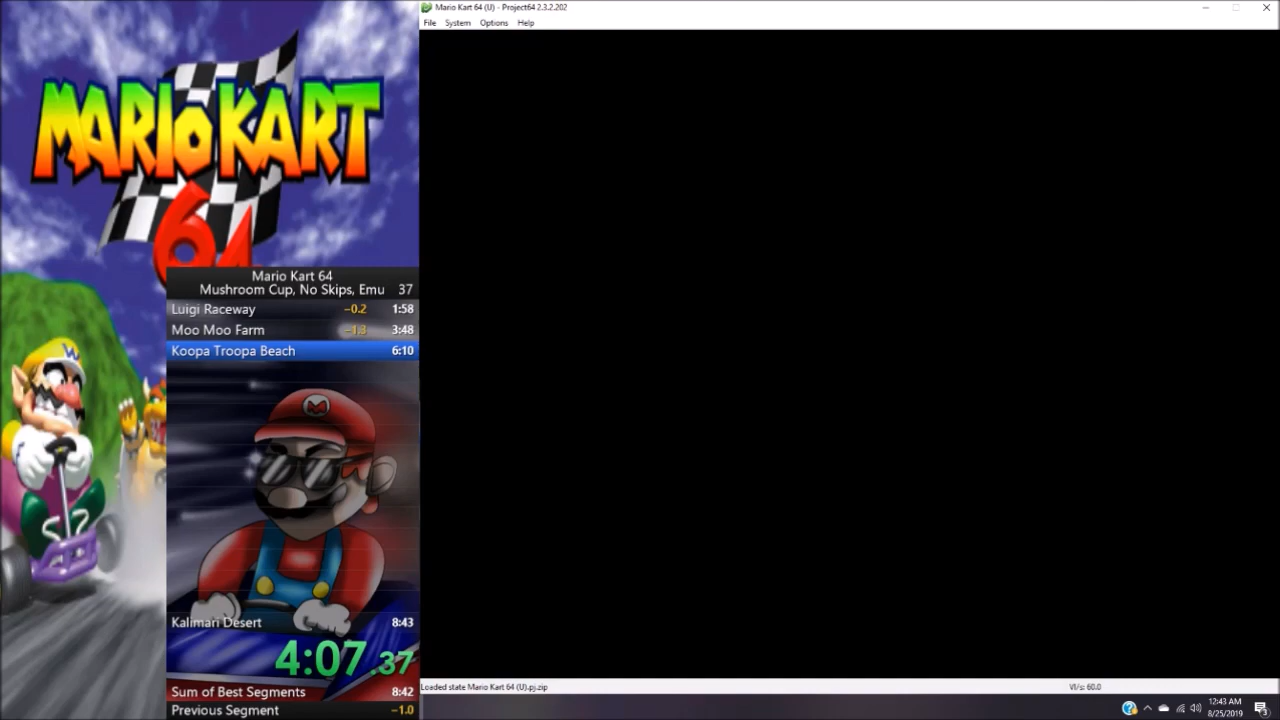 Mario Kart 64 (U) - Project64 2.3.2.202
File System Options Help
MARIO KART
64
Mario Kart 64
Mushroom Cup, No Skips, Emu 37
Luigi Raceway −0.2 1:58
Moo Moo Farm −1.3 3:48
Koopa Troopa Beach 6:10
Kalimari Desert 8:43
4:07.37
Sum of Best Segments 8:42
Previous Segment −1.0
Loaded state Mario Kart 64 (U).pj.zip
VI/s: 60.0
12:43 AM
8/25/2019